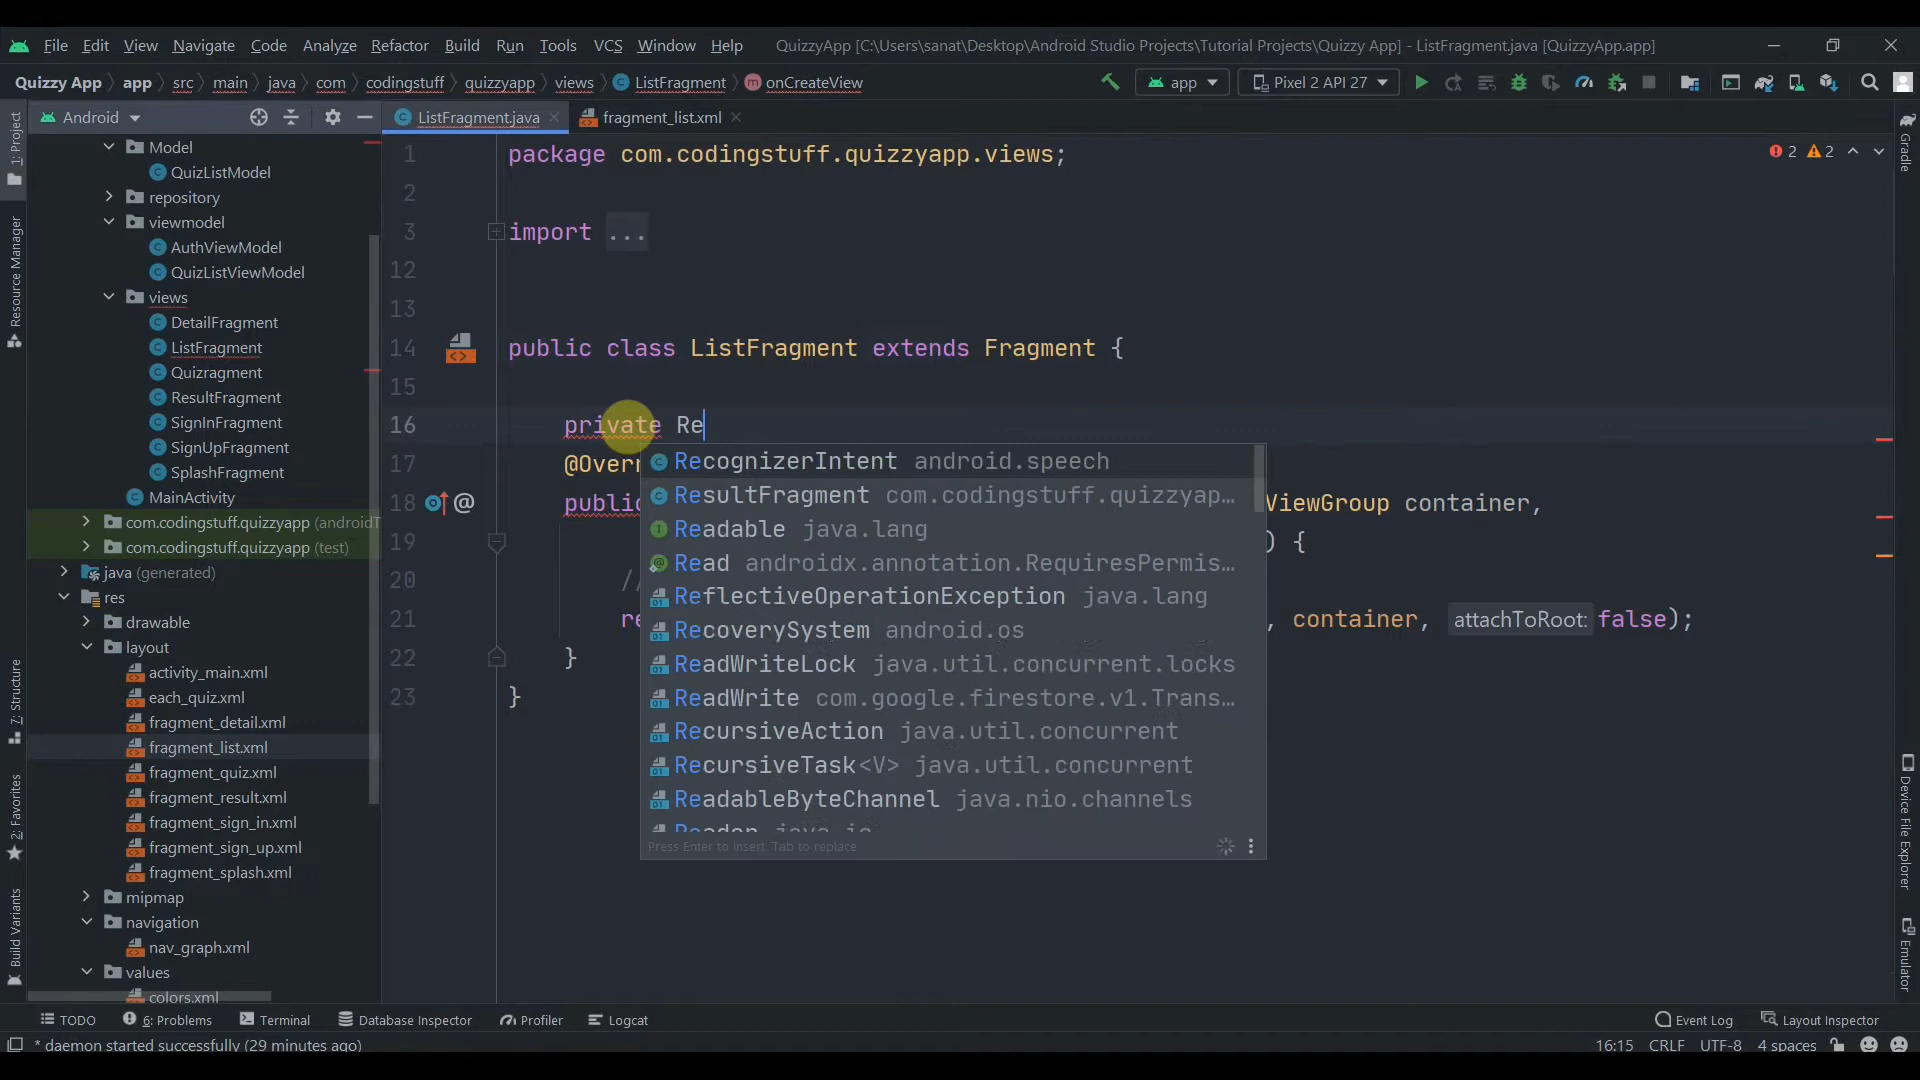 File Edit View Navigate Code Analyze Refactor Build Run Tools VCS Window Help QuizzyApp [C:\Users\sanat\Desktop\Android Studio Projects\Tutorial Projects\Quizzy App] - ListFragment.java [QuizzyApp.app]
Quizzy App app src main java com codingstuff quizzyapp views ListFragment onCreateView app Pixel 2 API 27
Android ListFragment.java fragment_list.xml
1: Project
Resource Manager
7: Structure
2: Favorites
Build Variants
Model
QuizListModel
repository
viewmodel
AuthViewModel
QuizListViewModel
views
DetailFragment
ListFragment
Quizragment
ResultFragment
SignInFragment
SignUpFragment
SplashFragment
MainActivity
com.codingstuff.quizzyapp (androidT
com.codingstuff.quizzyapp (test)
java (generated)
res
drawable
layout
activity_main.xml
each_quiz.xml
fragment_detail.xml
fragment_list.xml
fragment_quiz.xml
fragment_result.xml
fragment_sign_in.xml
fragment_sign_up.xml
fragment_splash.xml
mipmap
navigation
nav_graph.xml
values
colors.xml
1 package com.codingstuff.quizzyapp.views;
2 2 2
3 import ...
12
13
14 public class ListFragment extends Fragment {
15
16 private Re
17 @Overr
18 public ViewGroup container,
19 ) {
20 //
21 re , container, attachToRoot: false);
22 }
23 }
RecognizerIntent android.speech
ResultFragment com.codingstuff.quizzyap...
Readable java.lang
Read androidx.annotation.RequiresPermis...
ReflectiveOperationException java.lang
RecoverySystem android.os
ReadWriteLock java.util.concurrent.locks
ReadWrite com.google.firestore.v1.Trans...
RecursiveAction java.util.concurrent
RecursiveTask<V> java.util.concurrent
ReadableByteChannel java.nio.channels
Reader java.io
Press Enter to insert, Tab to replace
Gradle
Device File Explorer
Emulator
TODO 6: Problems Terminal Database Inspector Profiler Logcat Event Log Layout Inspector
* daemon started successfully (29 minutes ago) 16:15 CRLF UTF-8 4 spaces